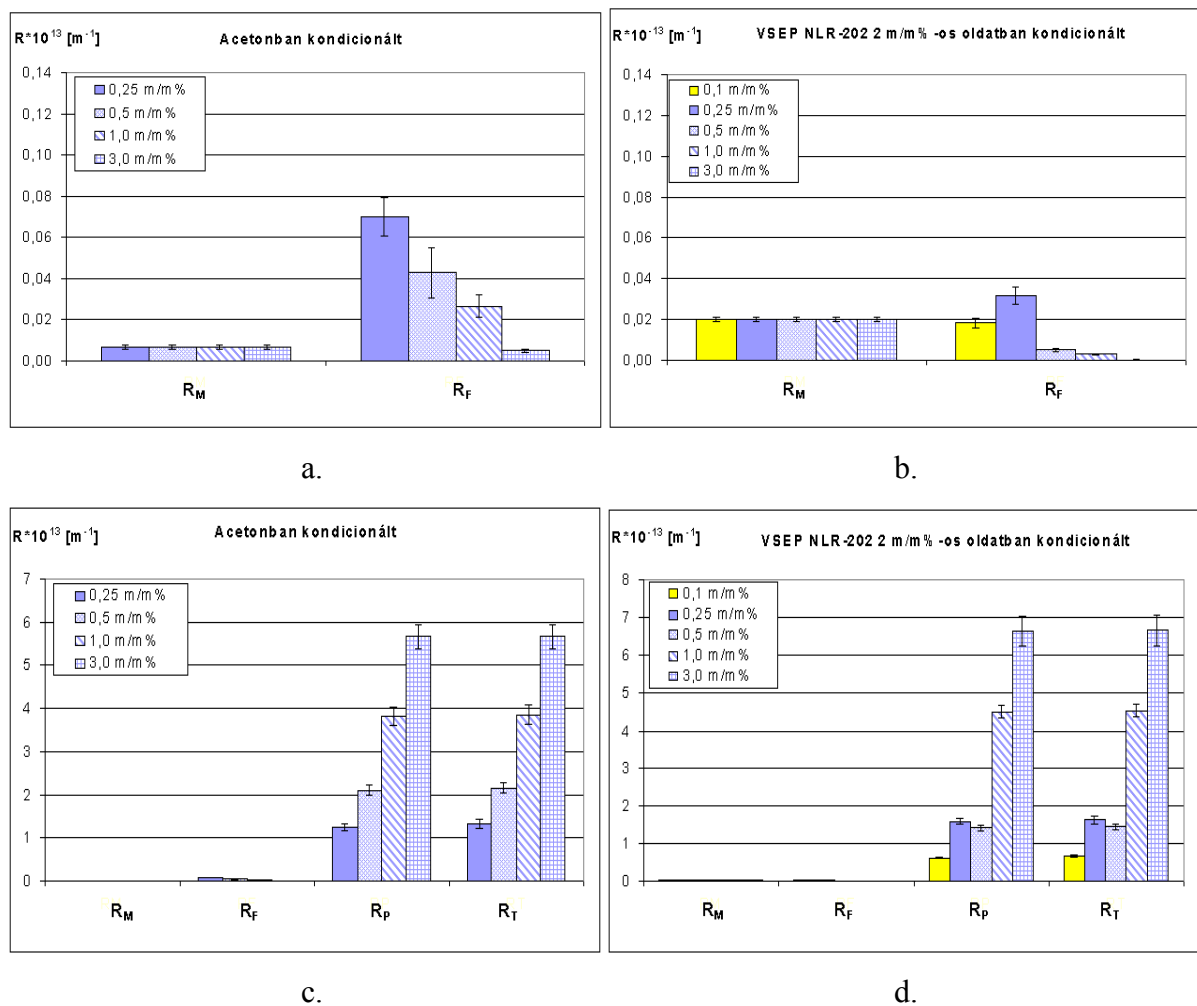 R*10¹³ [m⁻¹]
Acetonban kondicionált
0,14
0,12
0,10
0,08
0,06
0,04
0,02
0,00
0,25 m/m%
0,5 m/m%
1,0 m/m%
3,0 m/m%
R_M
R_F
a.
R*10⁻¹³ [m⁻¹]
VSEP NLR-202 2 m/m% -os oldatban kondicionált
0,14
0,12
0,10
0,08
0,06
0,04
0,02
0,00
0,1 m/m%
0,25 m/m%
0,5 m/m%
1,0 m/m%
3,0 m/m%
R_M
R_F
b.
R*10¹³ [m⁻¹]
Acetonban kondicionált
7
6
5
4
3
2
1
0
0,25 m/m%
0,5 m/m%
1,0 m/m%
3,0 m/m%
R_M
R_F
R_P
R_T
c.
R*10⁻¹³ [m⁻¹]
VSEP NLR-202 2 m/m% -os oldatban kondicionált
8
7
6
5
4
3
2
1
0
0,1 m/m%
0,25 m/m%
0,5 m/m%
1,0 m/m%
3,0 m/m%
R_M
R_F
R_P
R_T
d.